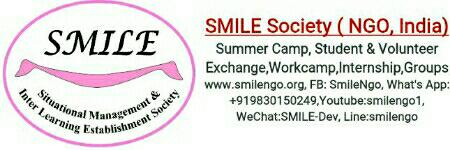 SMILE
Situational Management &
Inter Learning Establishment Society
SMILE Society ( NGO, India)
Summer Camp, Student & Volunteer
Exchange,Workcamp,Internship,Groups
www.smilengo.org, FB: SmileNgo, What's App:
+919830150249,Youtube:smilengo1,
WeChat:SMILE-Dev, Line:smilengo